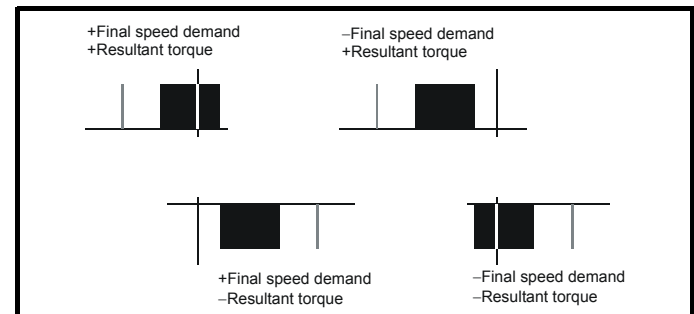 +Final speed demand
+Resultant torque
–Final speed demand
+Resultant torque
+Final speed demand
–Resultant torque
–Final speed demand
–Resultant torque